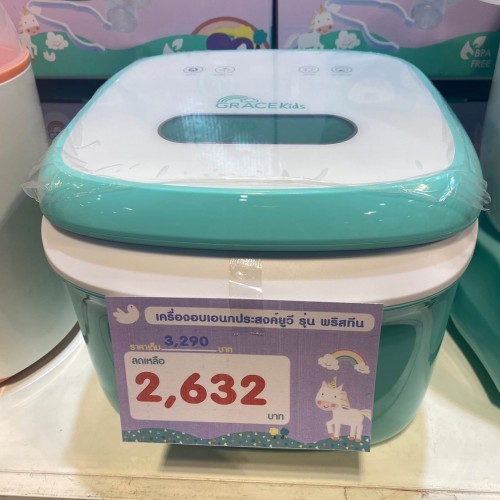 BPA
FREE
GRACE Kids
เครื่องอบเอนกประสงค์ยูวี รุ่น พริสทีน
ราคาเต็ม 3,290 บาท
ลดเหลือ
2,632
บาท